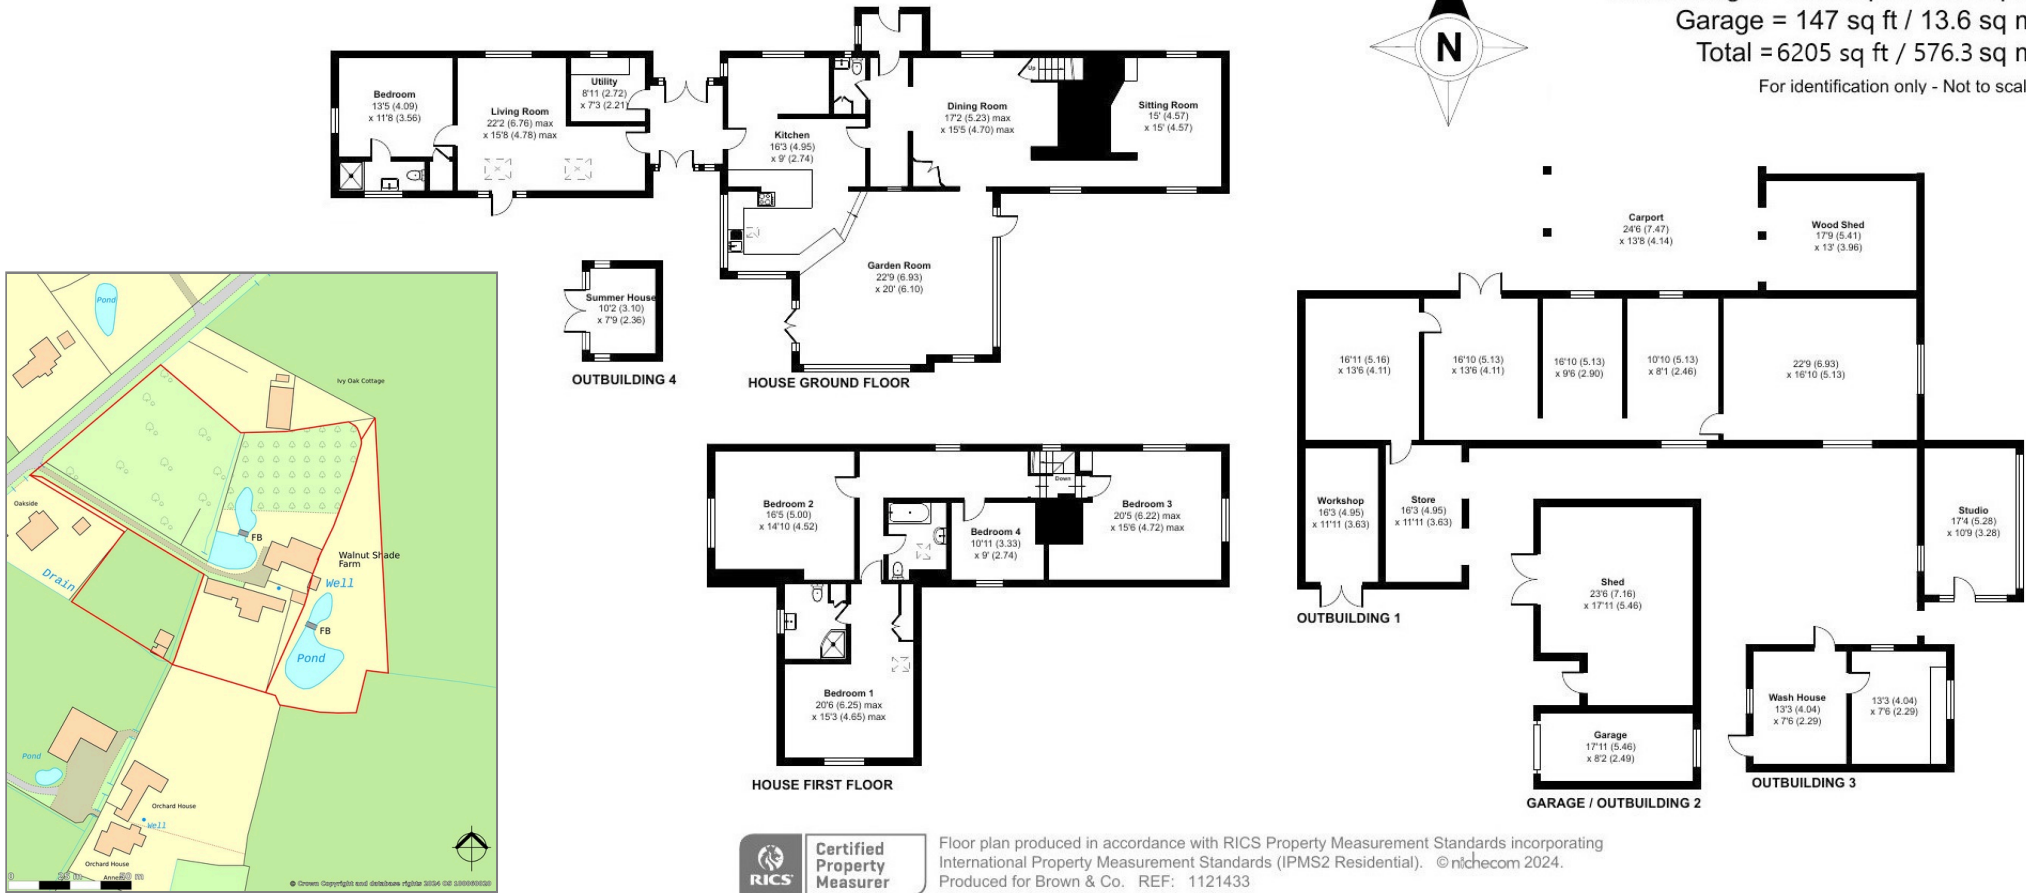 Garage = 147 sq ft / 13.6 sq m
Total = 6205 sq ft / 576.3 sq m
For identification only - Not to scal
N
Bedroom
13'5 (4.09)
x 11'8 (3.56)
Living Room
22'2 (6.76) max
x 15'8 (4.78) max
Utility
8'11 (2.72)
x 7'3 (2.21)
Kitchen
16'3 (4.95)
x 9' (2.74)
Dining Room
17'2 (5.23) max
x 15'5 (4.70) max
Up
Sitting Room
15' (4.57)
x 15' (4.57)
Garden Room
22'9 (6.93)
x 20' (6.10)
HOUSE GROUND FLOOR
Summer House
10'2 (3.10)
x 7'9 (2.36)
OUTBUILDING 4
Bedroom 2
16'5 (5.00)
x 14'10 (4.52)
Bedroom 4
10'11 (3.33)
x 9' (2.74)
Down
Bedroom 3
20'5 (6.22) max
x 15'6 (4.72) max
Bedroom 1
20'6 (6.25) max
x 15'3 (4.65) max
HOUSE FIRST FLOOR
Carport
24'6 (7.47)
x 13'8 (4.14)
Wood Shed
17'9 (5.41)
x 13' (3.96)
16'11 (5.16)
x 13'6 (4.11)
16'10 (5.13)
x 13'6 (4.11)
16'10 (5.13)
x 9'6 (2.90)
10'10 (5.13)
x 8'1 (2.46)
22'9 (6.93)
x 16'10 (5.13)
Workshop
16'3 (4.95)
x 11'11 (3.63)
Store
16'3 (4.95)
x 11'11 (3.63)
Studio
17'4 (5.28)
x 10'9 (3.28)
OUTBUILDING 1
Shed
23'6 (7.16)
x 17'11 (5.46)
Garage
17'11 (5.46)
x 8'2 (2.49)
GARAGE / OUTBUILDING 2
Wash House
13'3 (4.04)
x 7'6 (2.29)
13'3 (4.04)
x 7'6 (2.29)
OUTBUILDING 3
Pond
Ivy Oak Cottage
Oakside
FB
Walnut Shade
Farm
Drain
Well
FB
Pond
Pond
Orchard House
Well
Orchard House
Annexe
0
© Crown Copyright and database rights 2024 OS 100060020
RICS
Certified
Property
Measurer
Floor plan produced in accordance with RICS Property Measurement Standards incorporating
International Property Measurement Standards (IPMS2 Residential). © nichecom 2024.
Produced for Brown & Co. REF: 1121433